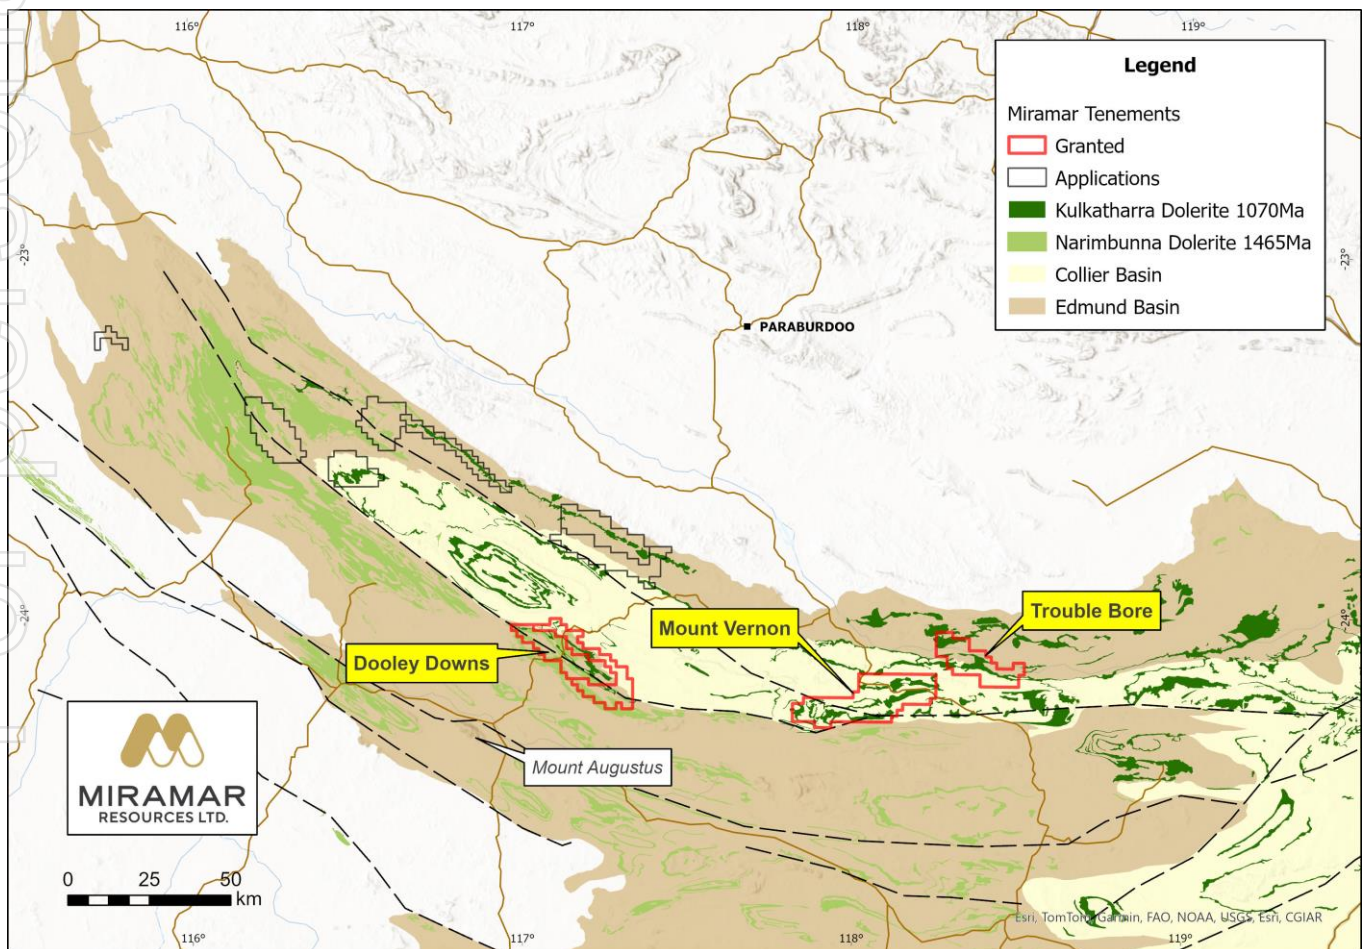 116°
117°
118°
119°
Legend
Miramar Tenements
Granted
Applications
Kulkatharra Dolerite 1070Ma
Narimbunna Dolerite 1465Ma
Collier Basin
Edmund Basin
-23°
-23°
PARABURDOO
-24°
-24°
Trouble Bore
Mount Vernon
Dooley Downs
Mount Augustus
MIRAMAR
RESOURCES LTD.
0 25 50
km
Esri, TomTom, Garmin, FAO, NOAA, USGS, Esri, CGIAR
116°
117°
118°
119°